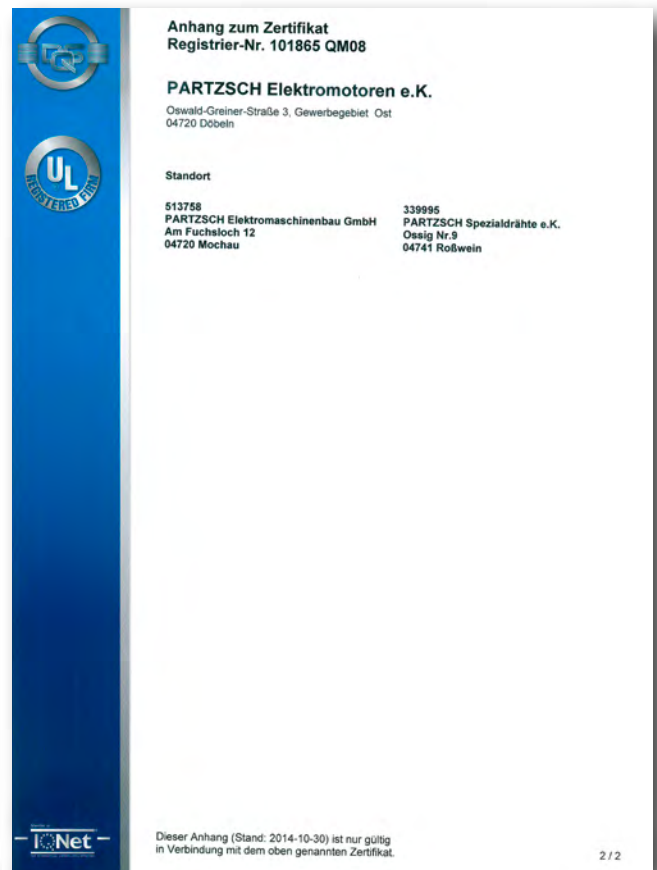 DQS
UL
REGISTERED FIRM
Anhang zum Zertifikat
Registrier-Nr. 101865 QM08
PARTZSCH Elektromotoren e.K.
Oswald-Greiner-Straße 3, Gewerbegebiet Ost
04720 Döbeln
Standort
513758
PARTZSCH Elektromaschinenbau GmbH
Am Fuchsloch 12
04720 Mochau
339995
PARTZSCH Spezialdrähte e.K.
Ossig Nr.9
04741 Roßwein
IQNet
Dieser Anhang (Stand: 2014-10-30) ist nur gültig
in Verbindung mit dem oben genannten Zertifikat.
2 / 2